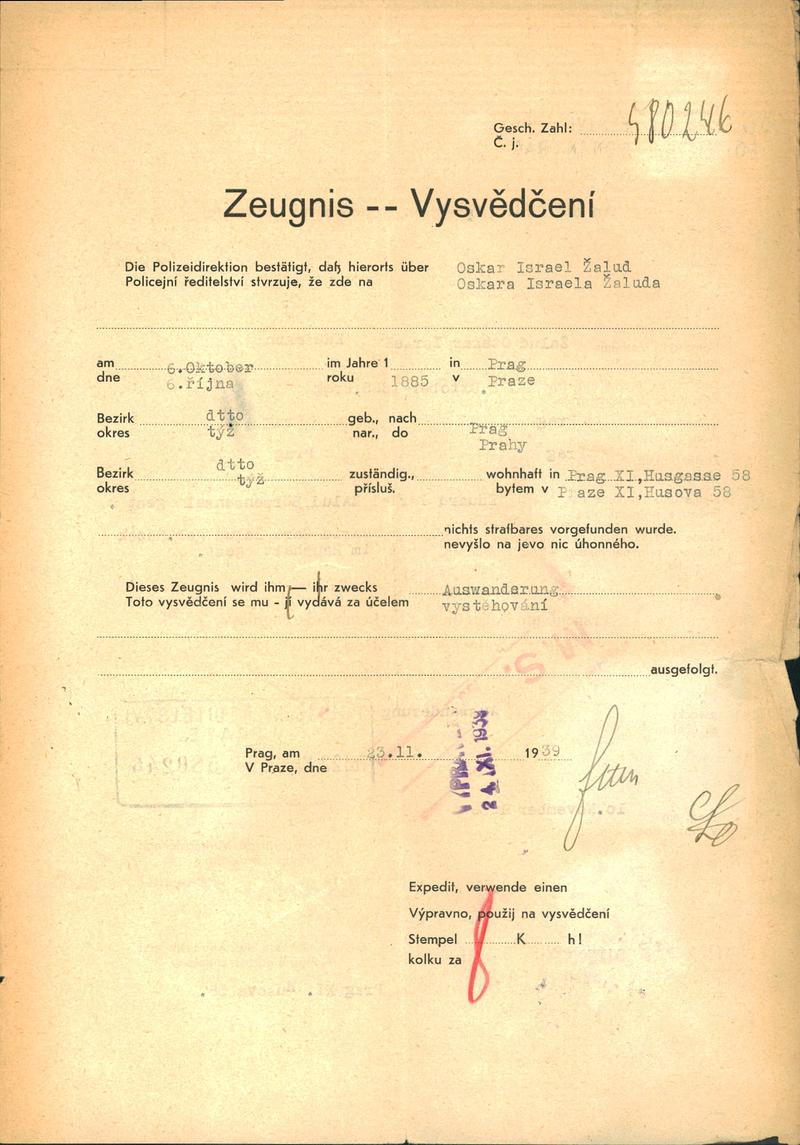 Gesch. Zahl: 580246
Č. j.
Zeugnis -- Vysvědčení
Die Polizeidirektion bestätigt, daß hierorts über Oskar Israel Žalud
Policejní ředitelství stvrzuje, že zde na Oskara Israela Žaluda
am 6.Oktober im Jahre 1 in Prag
dne 6.října roku 1885 v Praze
Bezirk dtto geb., nach Prag
okres týž nar., do Prahy
Bezirk dtto zuständig., wohnhaft in Prag XI,Husgasse 58
okres týž přísluš. bytem v P aze XI,Husova 58
nichts strafbares vorgefunden wurde.
nevyšlo na jevo nic úhonného.
Dieses Zeugnis wird ihm — ihr zwecks Auswanderung
Toto vysvědčení se mu - jí vydává za účelem vystěhování
ausgefolgt.
Prag, am 23.11. 1939
V Praze, dne
24. XI. 1939
Expedit, verwende einen
Výpravno, použij na vysvědčení
Stempel K h!
kolku za